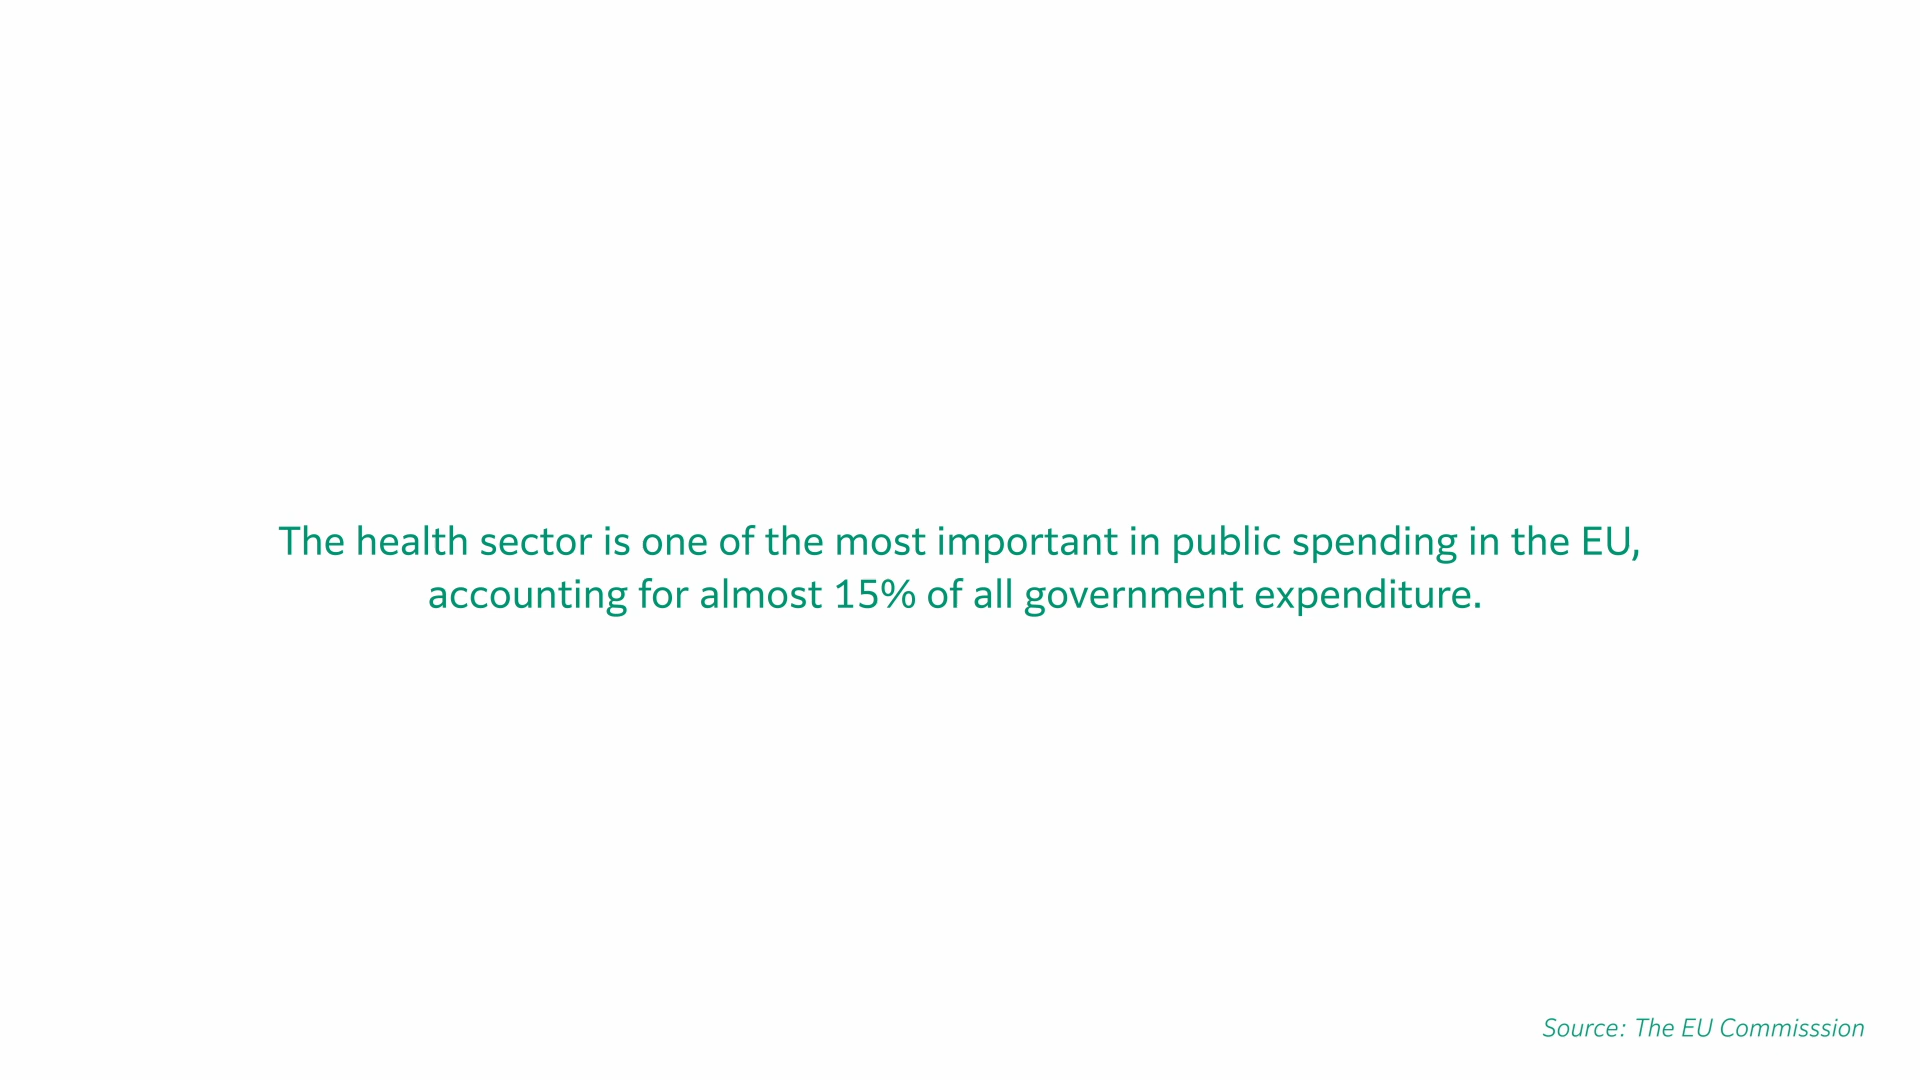 The health sector is one of the most important in public spending in the EU,
accounting for almost 15% of all government expenditure.
Source: The EU Commisssion